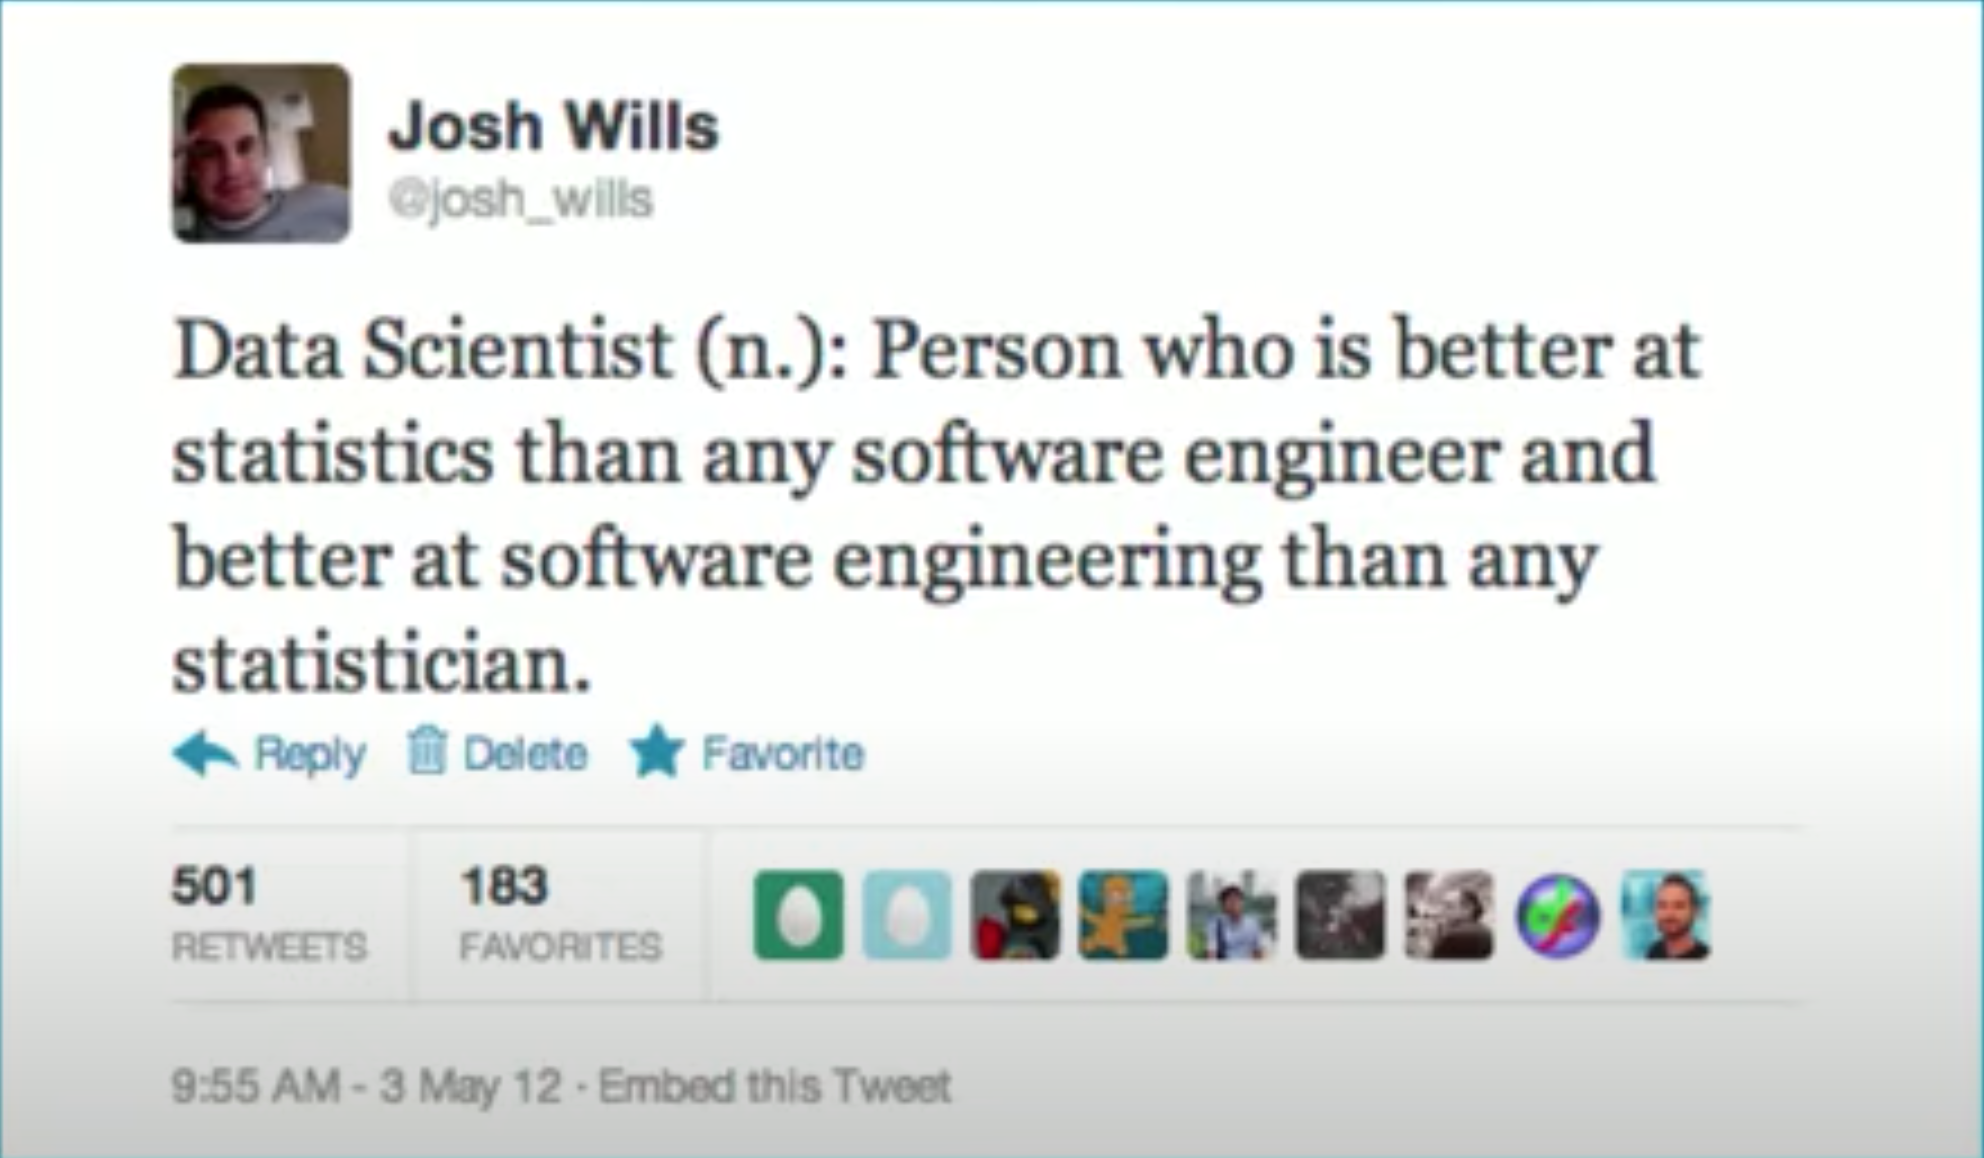 Josh Wills
@josh_wills
Data Scientist (n.): Person who is better at
statistics than any software engineer and
better at software engineering than any
statistician.
Reply Delete Favorite
501 183
RETWEETS FAVORITES
9:55 AM - 3 May 12 · Embed this Tweet